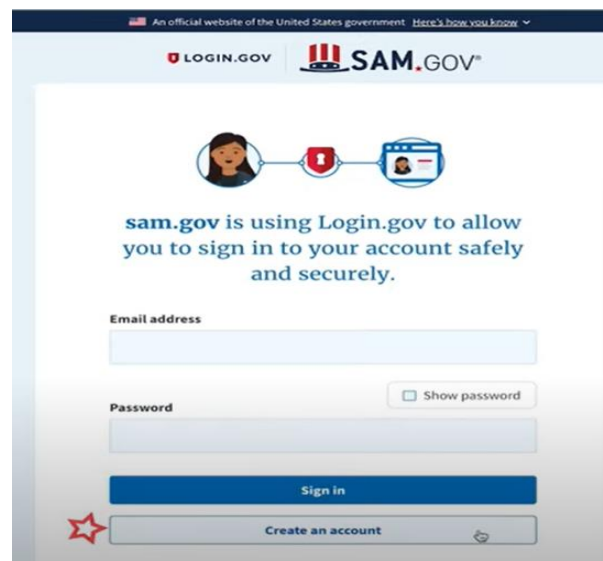 An official website of the United States government Here's how you know
LOGIN.GOV SAM.GOV®
sam.gov is using Login.gov to allow
you to sign in to your account safely
and securely.
Email address
Show password
Password
Sign in
Create an account